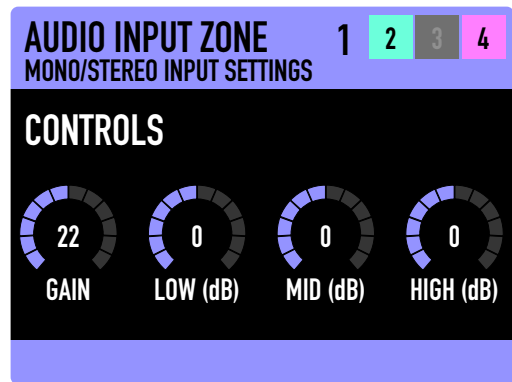 AUDIO INPUT ZONE 1 2 3 4
MONO/STEREO INPUT SETTINGS
CONTROLS
22 0 0 0
GAIN LOW (dB) MID (dB) HIGH (dB)